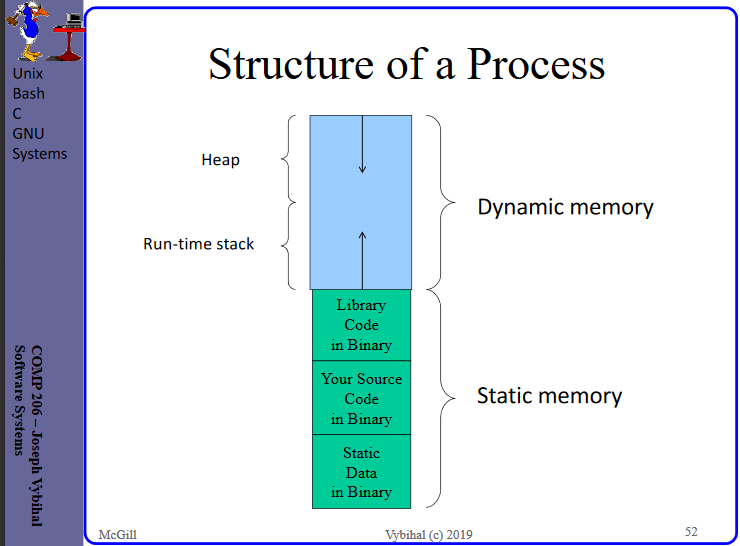 Unix
Bash
C
GNU
Systems
COMP 206 – Joseph Vybihal
Software Systems
Structure of a Process
Heap
Run-time stack
Dynamic memory
Library
Code
in Binary
Your Source
Code
in Binary
Static
Data
in Binary
Static memory
McGill
Vybihal (c) 2019
52